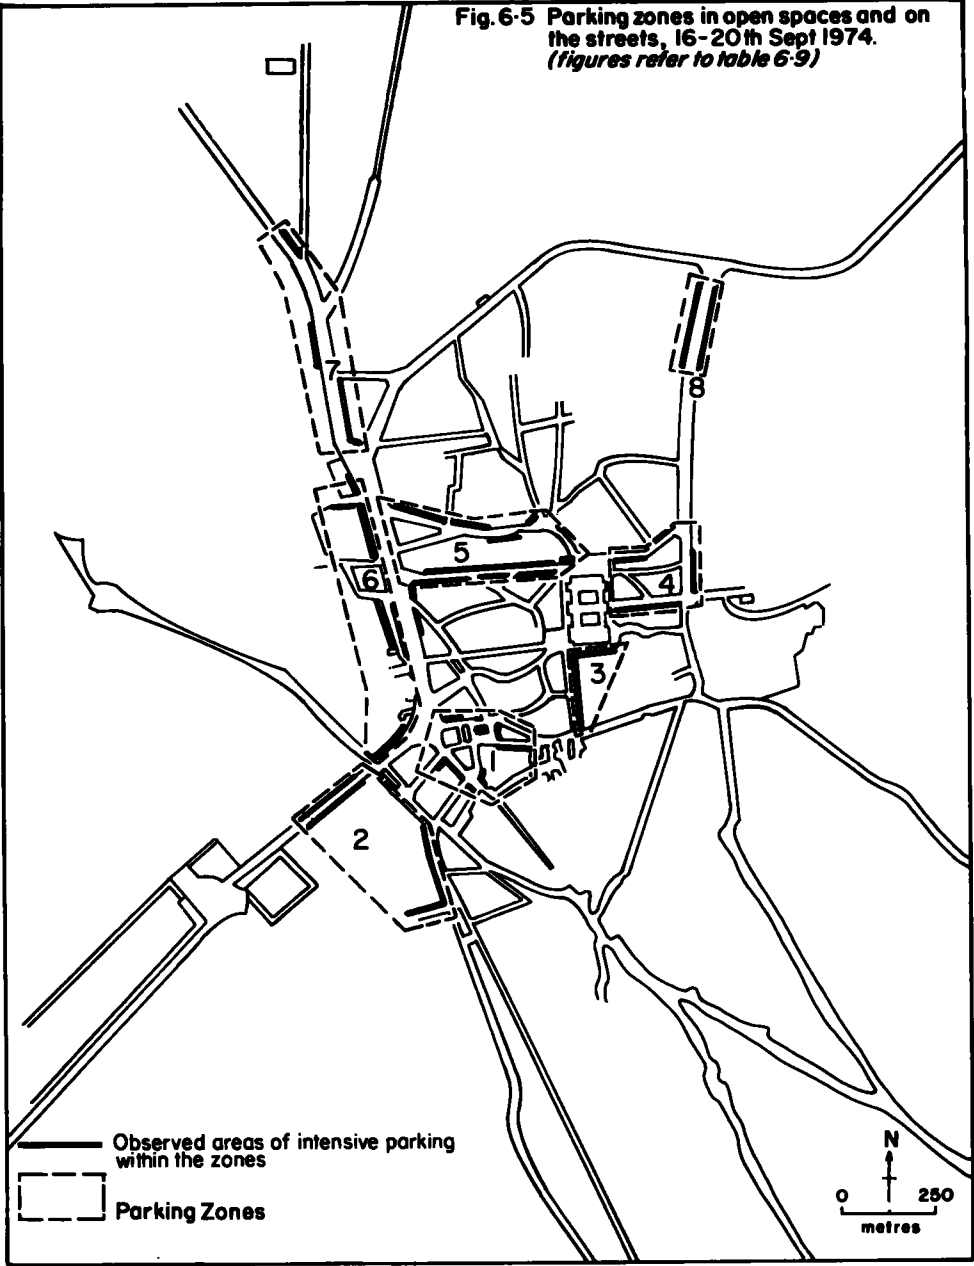 Fig. 6·5 Parking zones in open spaces and on
the streets, 16-20th Sept 1974.
(figures refer to table 6·9)
7
8
5
6
4
3
1
2
Observed areas of intensive parking
within the zones
Parking Zones
N
0 250
metres